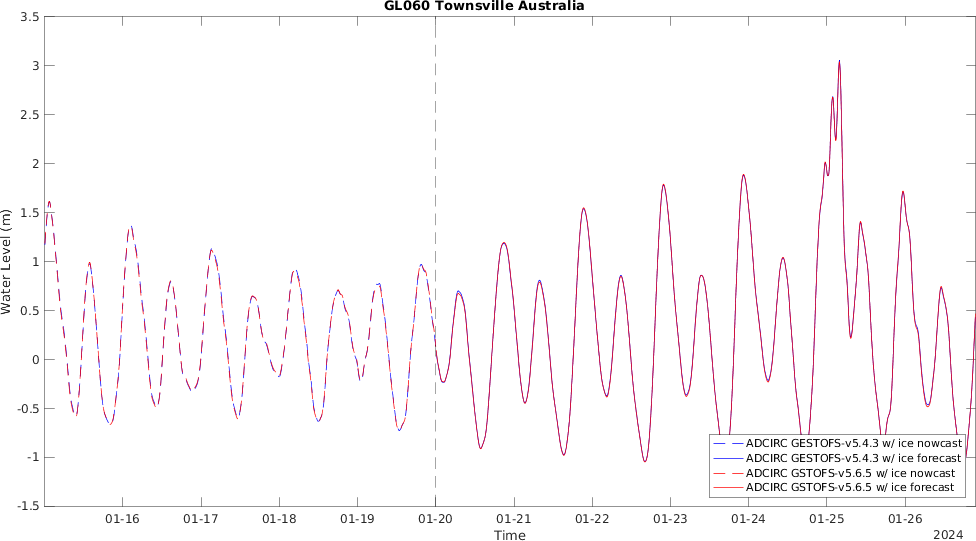 GL060 Townsville Australia
3.5
3
2.5
2
1.5
1
0.5
0
-0.5
-1
-1.5
Water Level (m)
ADCIRC GESTOFS-v5.4.3 w/ ice nowcast
ADCIRC GESTOFS-v5.4.3 w/ ice forecast
ADCIRC GSTOFS-v5.6.5 w/ ice nowcast
ADCIRC GSTOFS-v5.6.5 w/ ice forecast
01-16 01-17 01-18 01-19 01-20 01-21 01-22 01-23 01-24 01-25 01-26
Time
2024